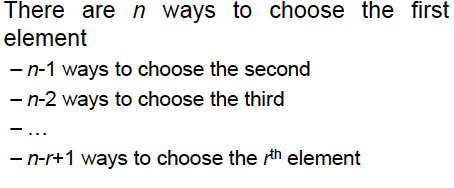 There are n ways to choose the first
element
– n-1 ways to choose the second
– n-2 ways to choose the third
– …
– n-r+1 ways to choose the rth element